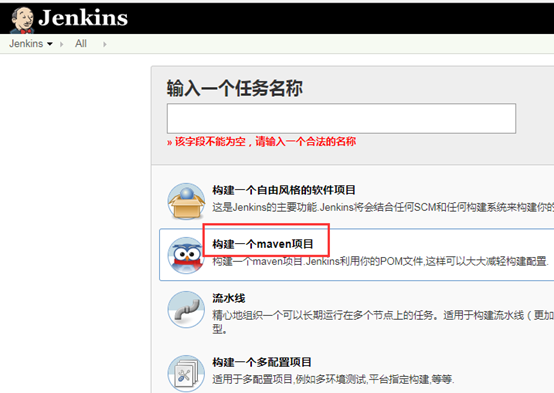 Jenkins
Jenkins All
输入一个任务名称
» 该字段不能为空，请输入一个合法的名称
构建一个自由风格的软件项目
这是Jenkins的主要功能.Jenkins将会结合任何SCM和任何构建系统来构建你的
构建一个maven项目
构建一个maven项目.Jenkins利用你的POM文件,这样可以大大减轻构建配置.
流水线
精心地组织一个可以长期运行在多个节点上的任务。适用于构建流水线（更加
型。
构建一个多配置项目
适用于多配置项目,例如多环境测试,平台指定构建,等等.